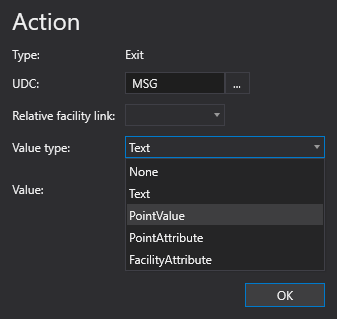 Action
Type: Exit
UDC: MSG ...
Relative facility link:
Value type: Text
None
Text
Value:
PointValue
PointAttribute
FacilityAttribute
OK